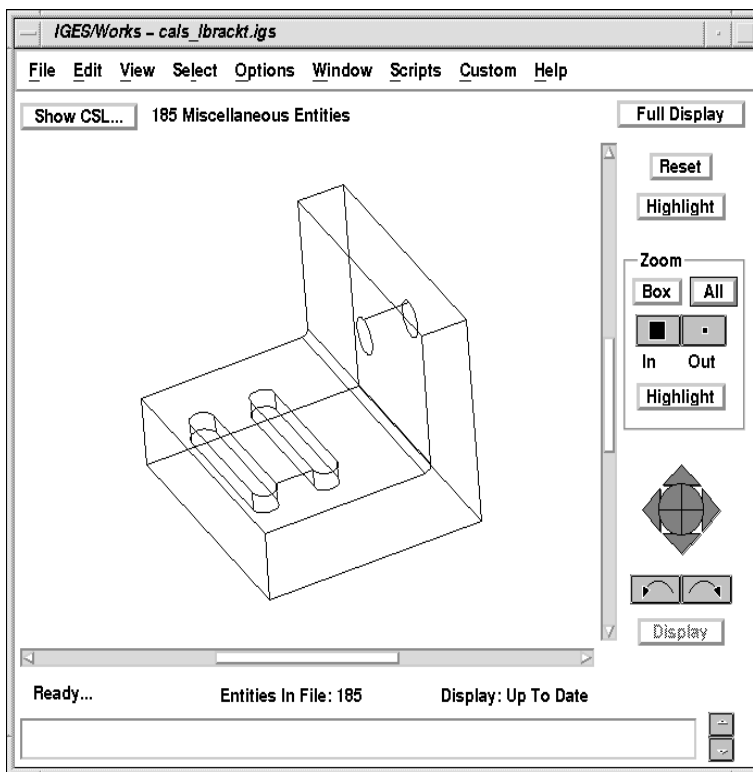 IGES/Works – cals_lbrackt.igs
File Edit View Select Options Window Scripts Custom Help
Show CSL... 185 Miscellaneous Entities Full Display
Reset
Highlight
Zoom
Box All
In Out
Highlight
Display
Ready... Entities In File: 185 Display: Up To Date